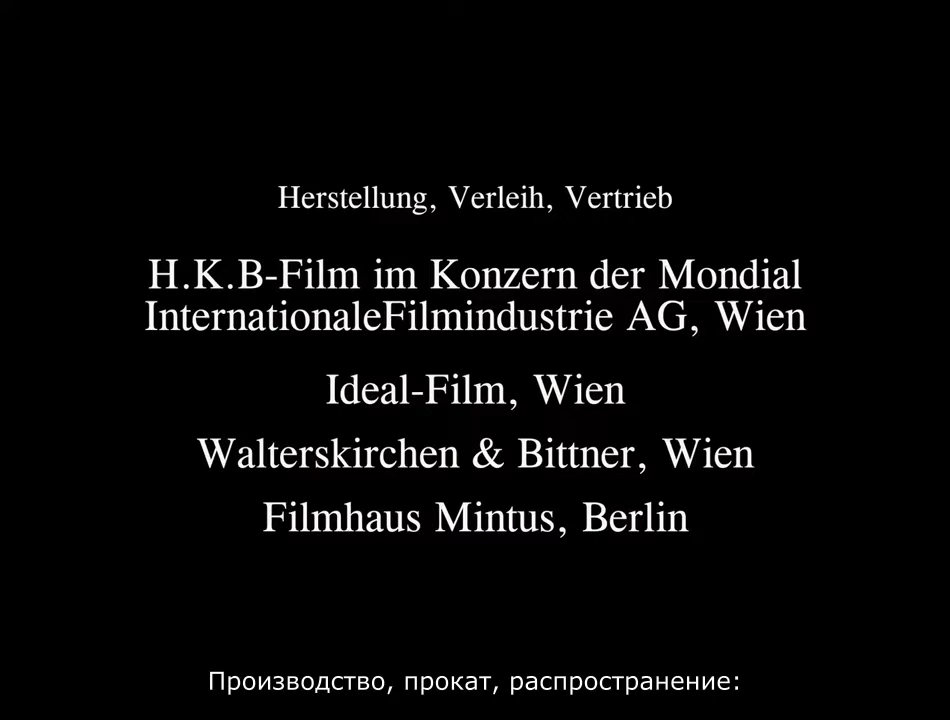 Herstellung, Verleih, Vertrieb
H.K.B-Film im Konzern der Mondial
InternationaleFilmindustrie AG, Wien
Ideal-Film, Wien
Walterskirchen & Bittner, Wien
Filmhaus Mintus, Berlin
Производство, прокат, распространение: